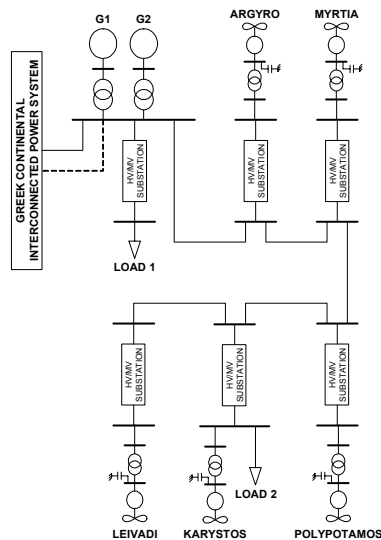 G1
G2
ARGYRO
MYRTIA
GREEK CONTINENTAL
INTERCONNECTED POWER SYSTEM
HV/MV
SUBSTATION
HV/MV
SUBSTATION
HV/MV
SUBSTATION
LOAD 1
HV/MV
SUBSTATION
HV/MV
SUBSTATION
HV/MV
SUBSTATION
LOAD 2
LEIVADI
KARYSTOS
POLYPOTAMOS